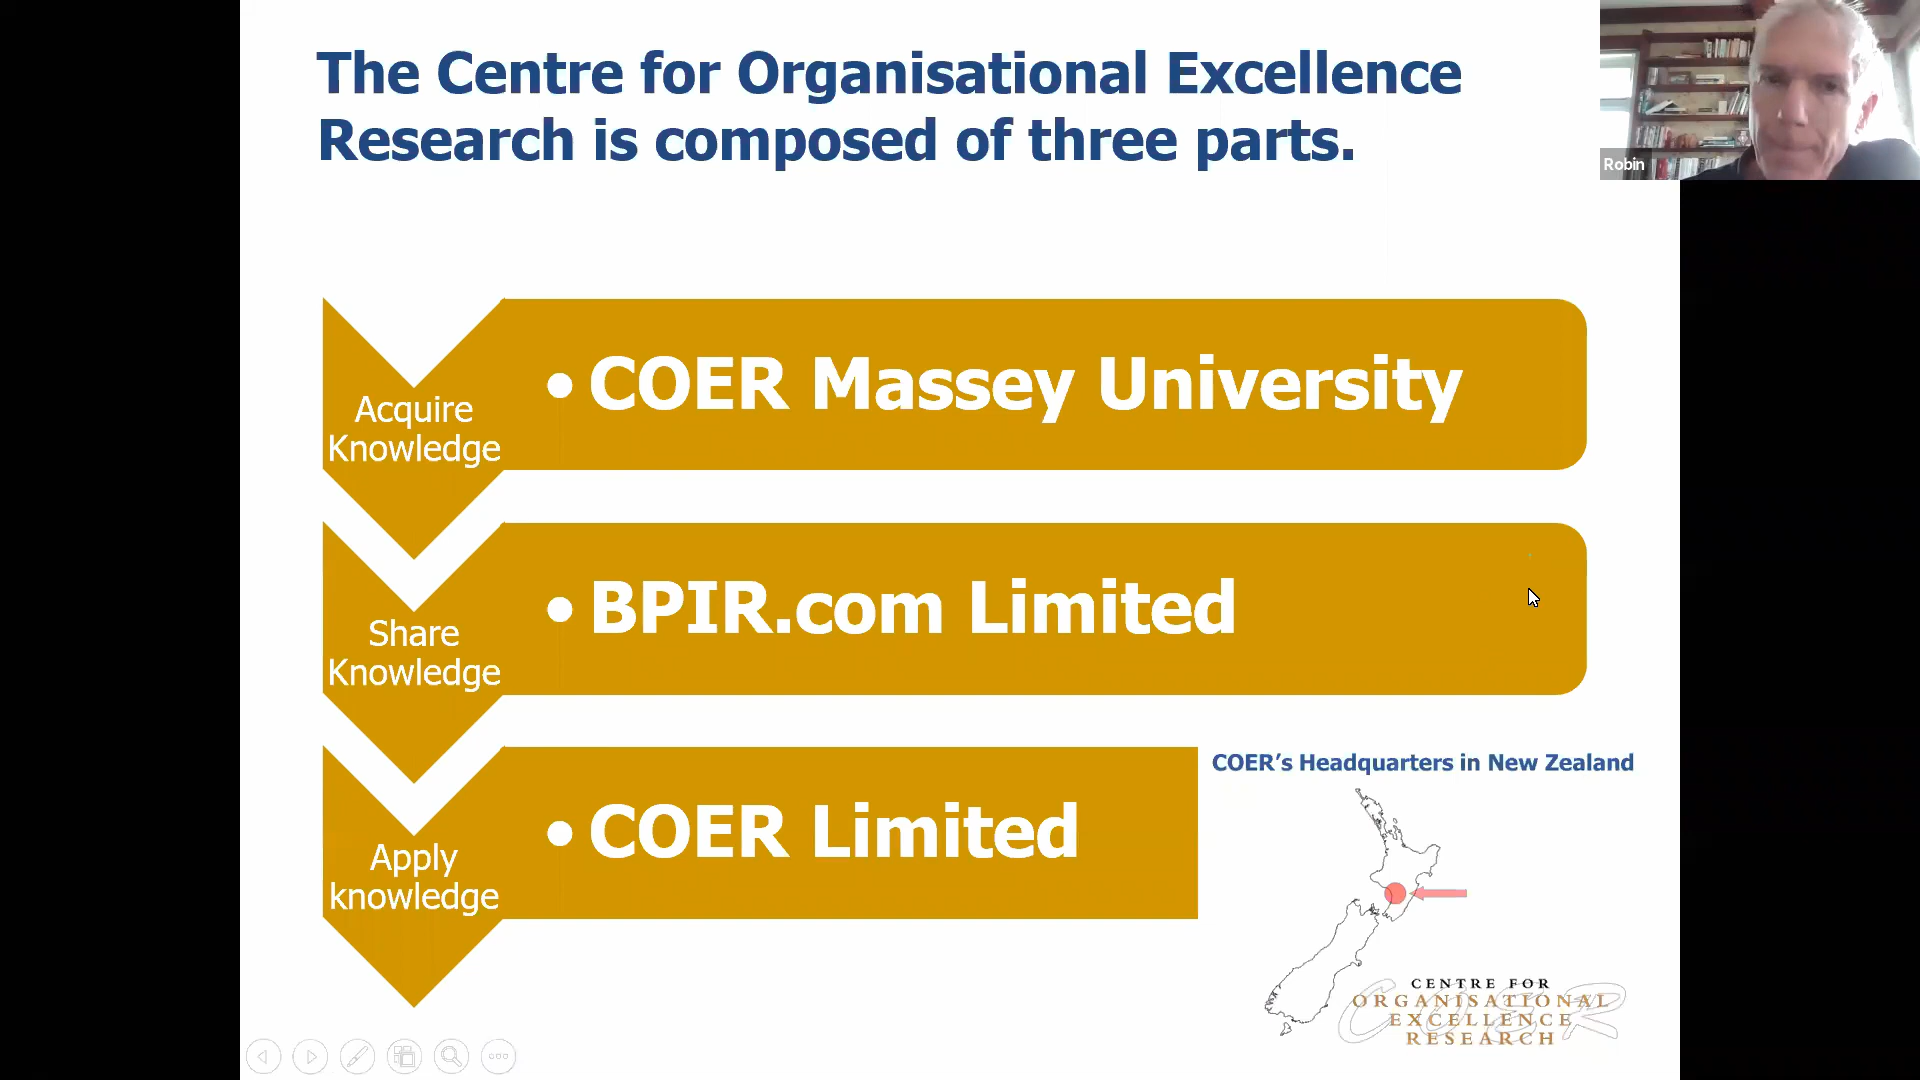 The Centre for Organisational Excellence
Research is composed of three parts.
Robin
Acquire
Knowledge
• COER Massey University
Share
Knowledge
• BPIR.com Limited
Apply
knowledge
• COER Limited
COER’s Headquarters in New Zealand
COER
CENTRE FOR
ORGANISATIONAL
EXCELLENCE
RESEARCH